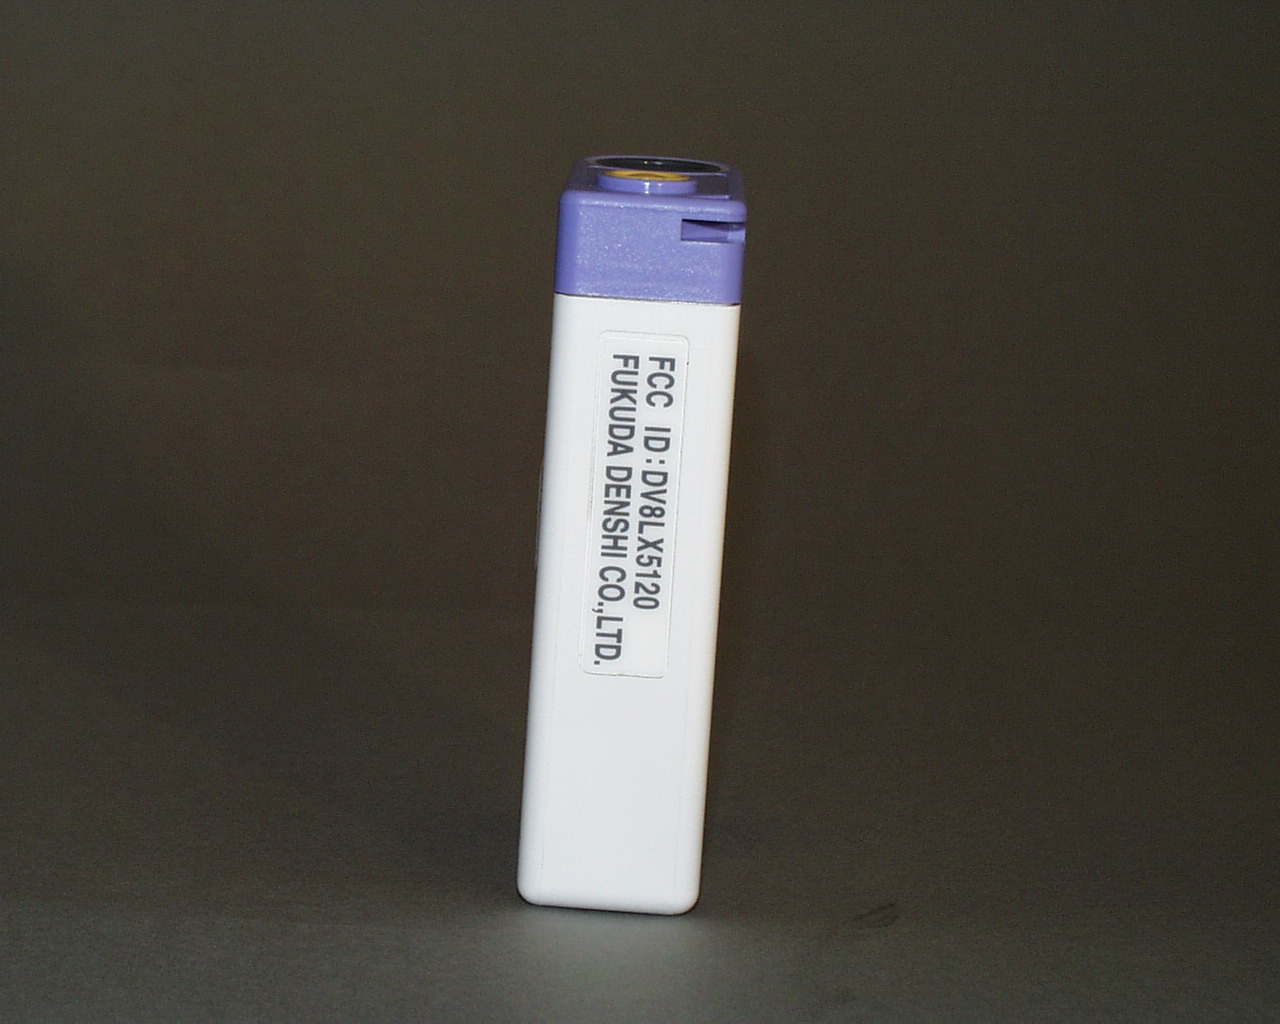 FCC ID:DV8LX5120
FUKUDA DENSHI CO.,LTD.